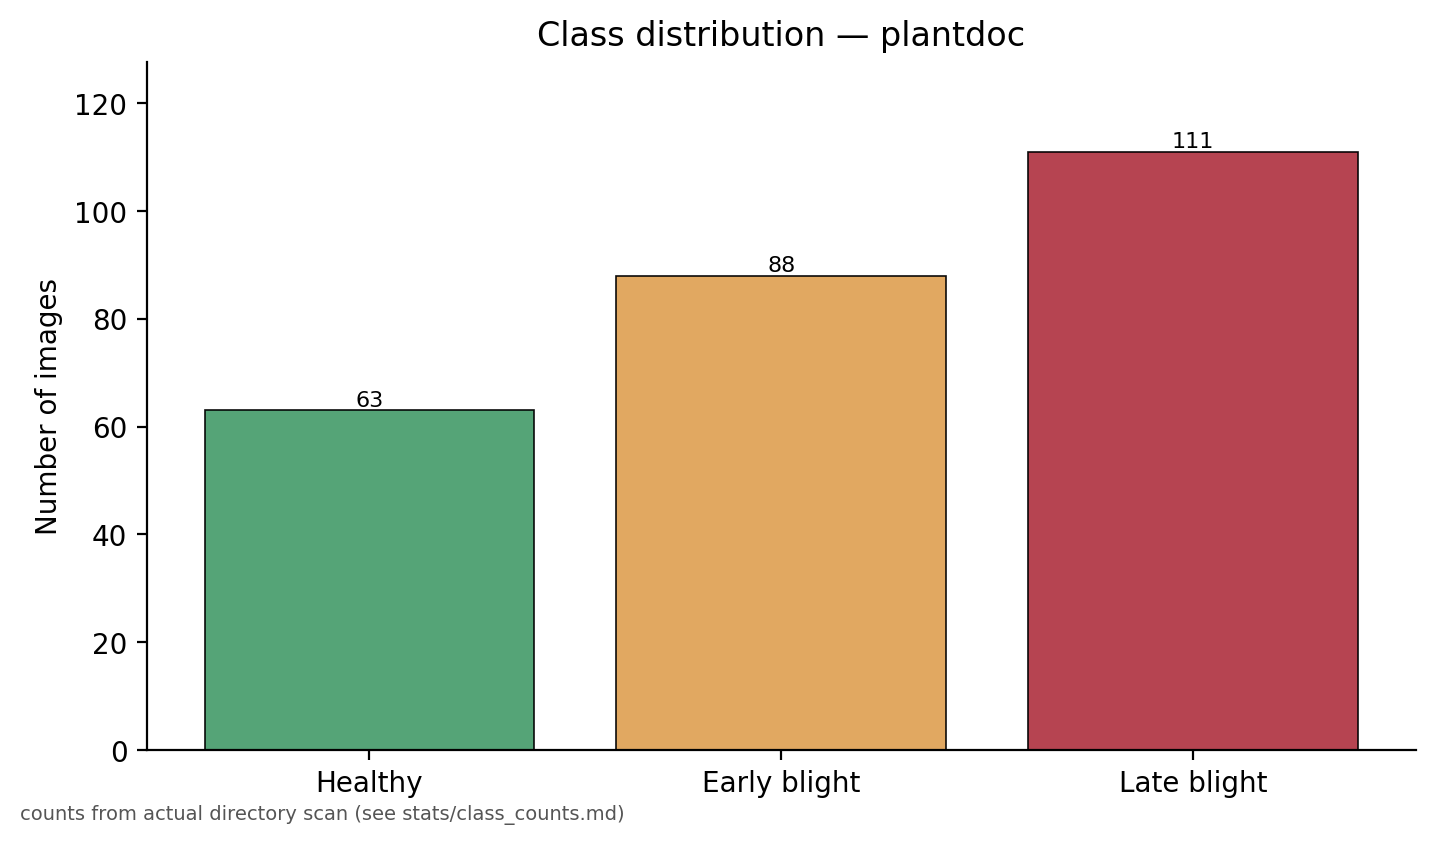 Class distribution — plantdoc
Number of images
120
100
80
60
40
20
0
63
88
111
Healthy
Early blight
Late blight
counts from actual directory scan (see stats/class_counts.md)